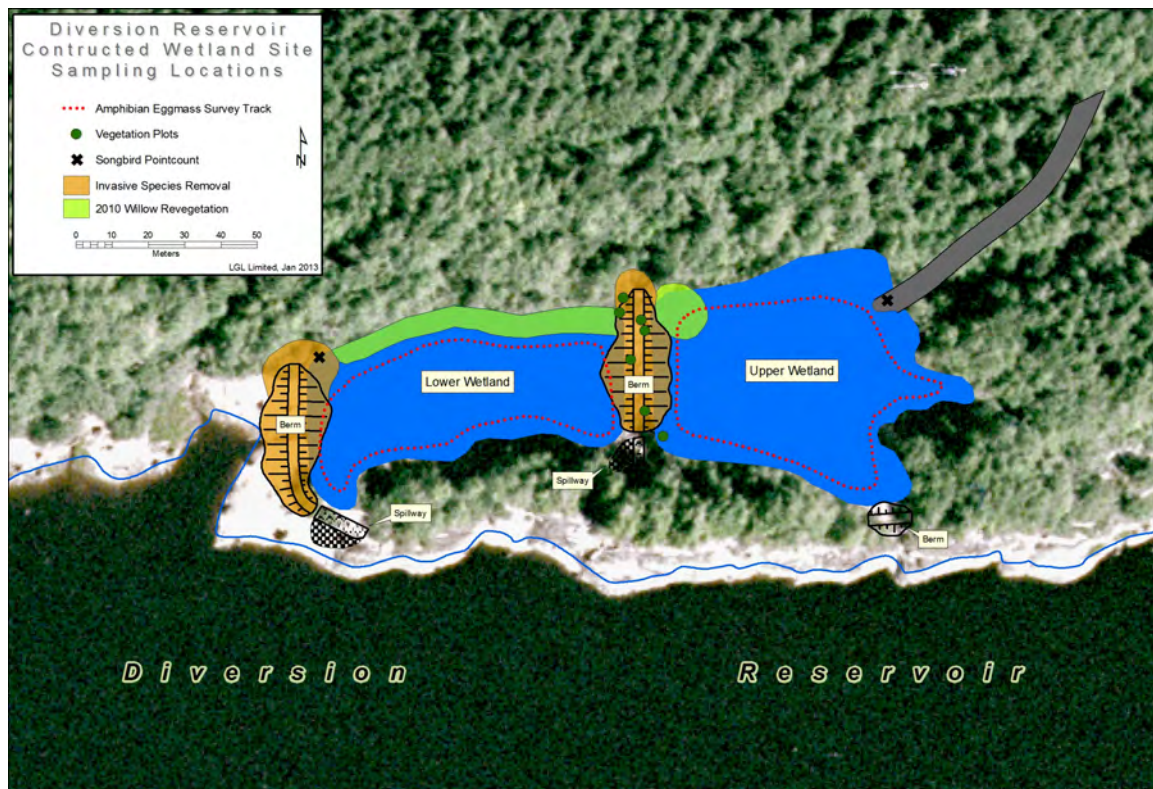 Diversion Reservoir
Contructed Wetland Site
Sampling Locations
Amphibian Eggmass Survey Track
Vegetation Plots
Songbird Pointcount
N
Invasive Species Removal
2010 Willow Revegetation
0 10 20 30 40 50
Meters
LGL Limited, Jan 2013
Upper Wetland
Lower Wetland
Berm
Berm
Spillway
Spillway
Berm
Diversion Reservoir